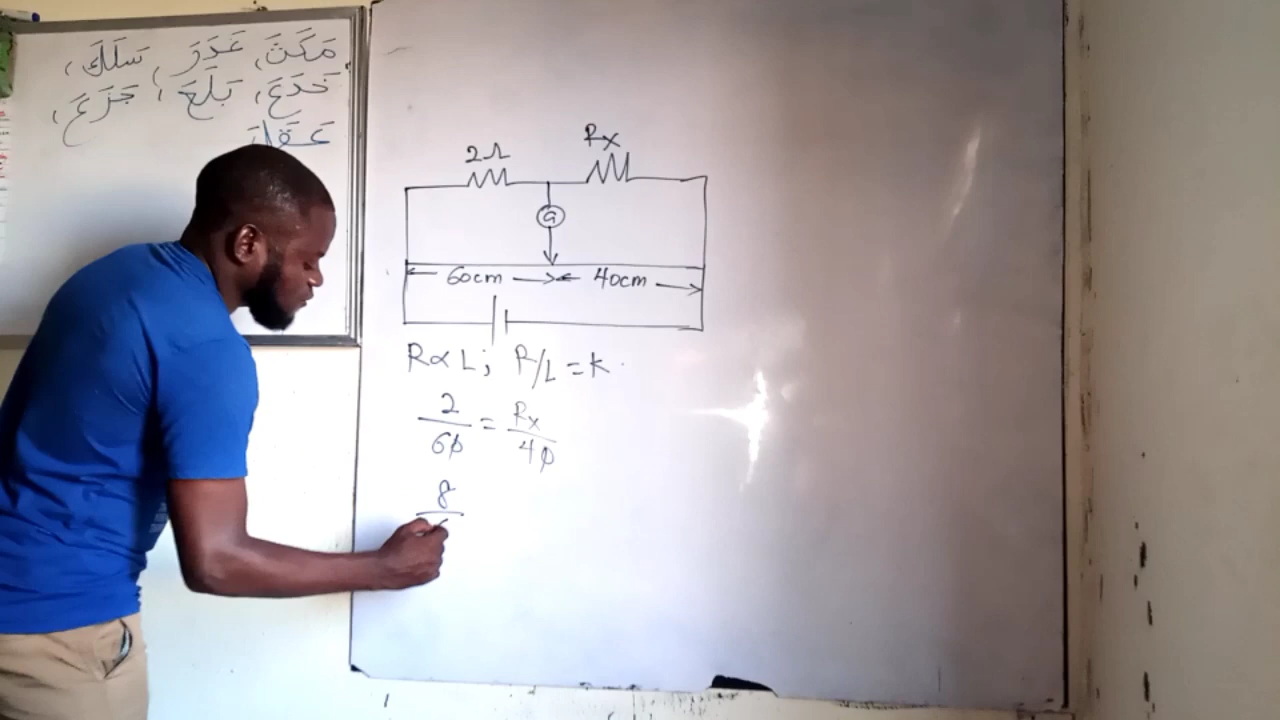 مَكَثَ، غَدَرَ، سَلَكَ،
خَدَعَ، بَلَعَ، جَزَعَ،
عَقَلَ
2Ω Rx
G
60cm 40cm
R∝L; R/L = k.
2/60 = Rx/40
8